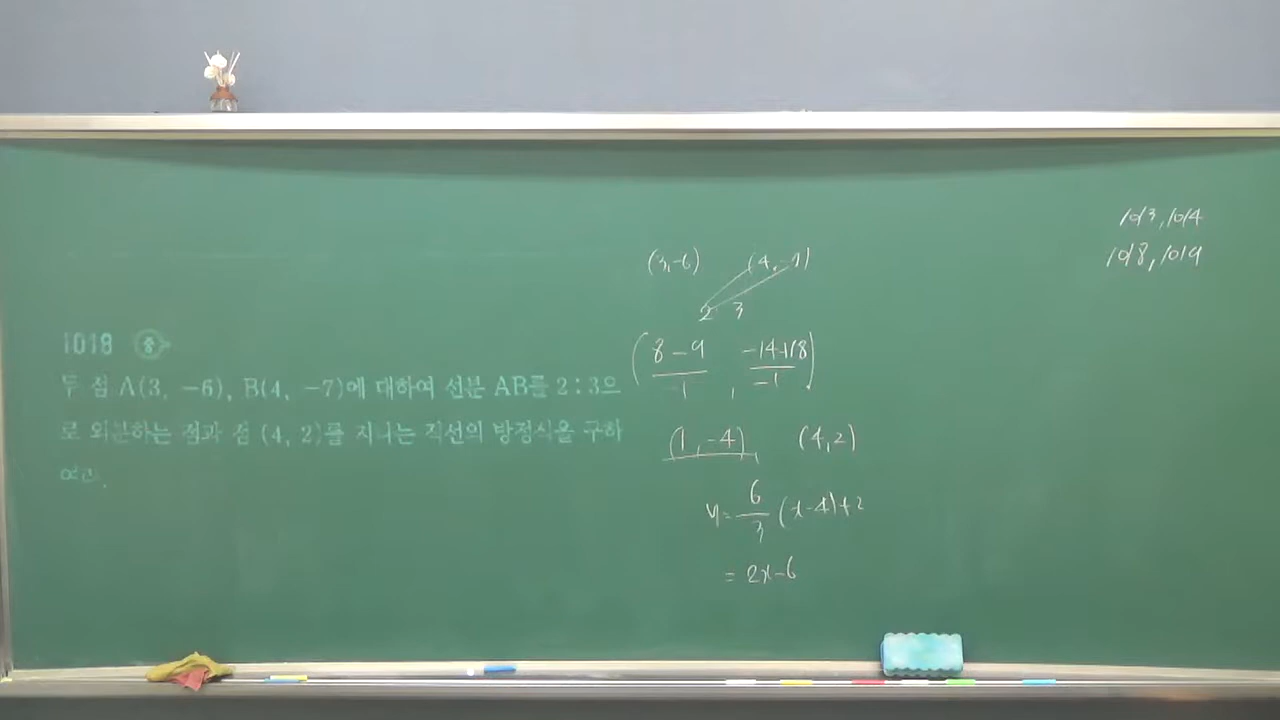 1018 중
두 점 A(3, -6), B(4, -7)에 대하여 선분 AB를 2:3으
로 외분하는 점과 점 (4, 2)를 지나는 직선의 방정식을 구하
여라.
(3,-6) (4,-7)
2 3
(8-9/-1, -14+18/-1)
(1,-4), (4,2)
y= 6/3 (x-4)+2
= 2x-6
1013, 1014
1018, 1019